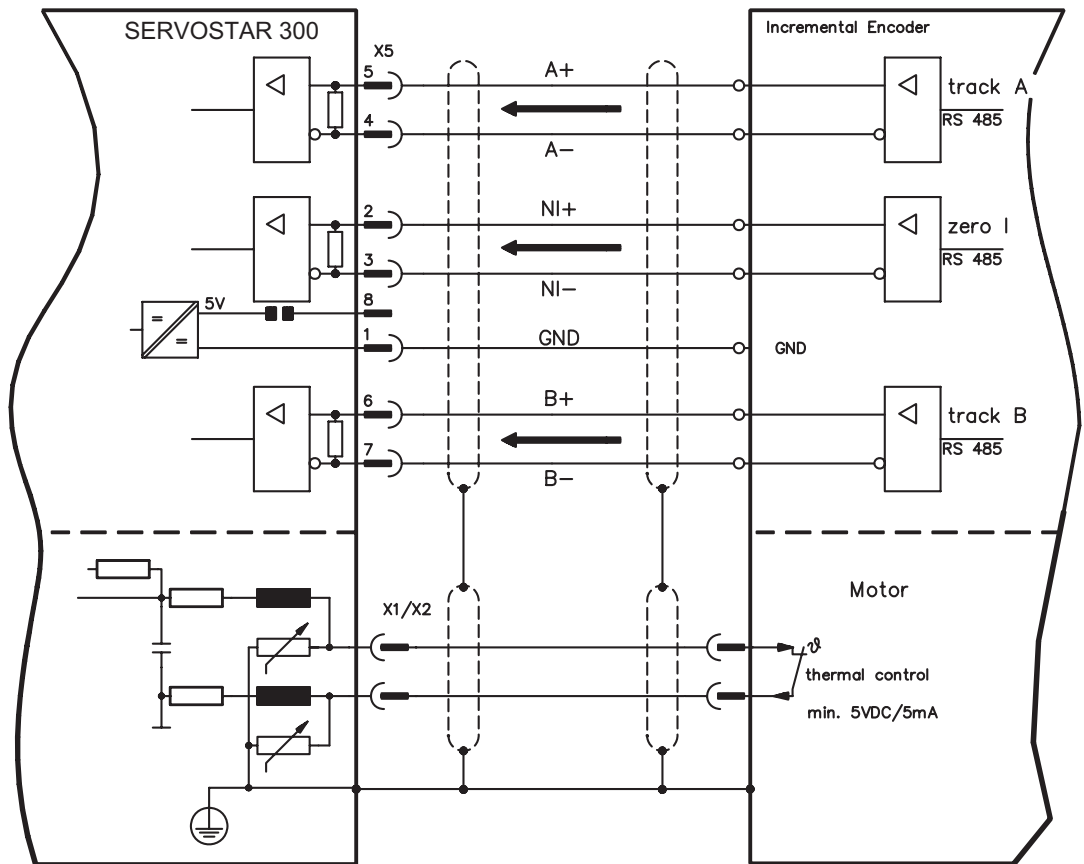 SERVOSTAR 300
Incremental Encoder
X5
5
A+
track A
RS 485
4
A−
2
NI+
zero I
RS 485
3
NI−
5V
8
1
GND
GND
6
B+
track B
RS 485
7
B−
Motor
X1/X2
ϑ
thermal control
min. 5VDC/5mA